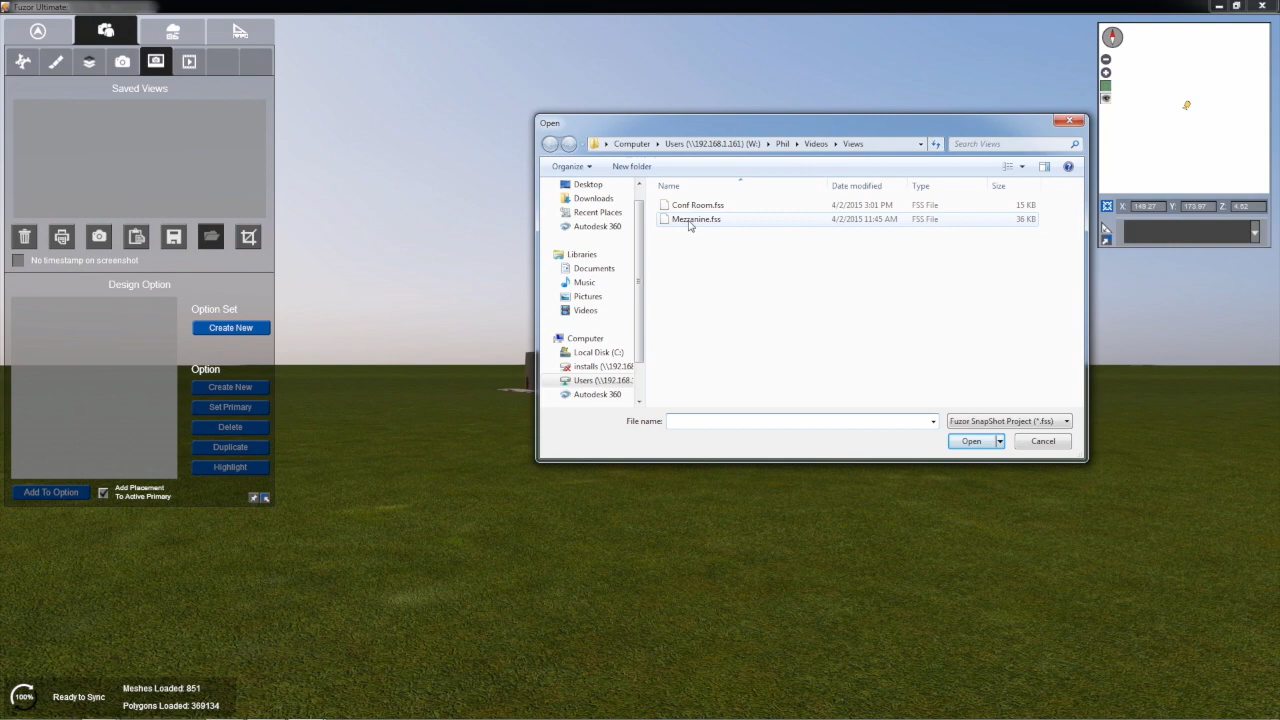 Fuzor Ultimate:
Saved Views
No timestamp on screenshot
Design Option
Option Set
Create New
Option
Create New
Set Primary
Delete
Duplicate
Highlight
Add To Option
Add Placement
To Active Primary
Open
Computer
Users (\\192.168.1.161) (W:)
Phil
Videos
Views
Search Views
Organize
New folder
Desktop
Downloads
Recent Places
Autodesk 360
Libraries
Documents
Music
Pictures
Videos
Computer
Local Disk (C:)
installs (\\192.168
Users (\\192.168.
Autodesk 360
Name Date modified Type Size
Conf Room.fss 4/2/2015 3:01 PM FSS File 15 KB
Mezzanine.fss 4/2/2015 11:45 AM FSS File 36 KB
File name:
Fuzor SnapShot Project (*.fss)
Open
Cancel
X: 149.27 Y: 173.97 Z: 4.52
100%
Ready to Sync
Meshes Loaded: 851
Polygons Loaded: 369134